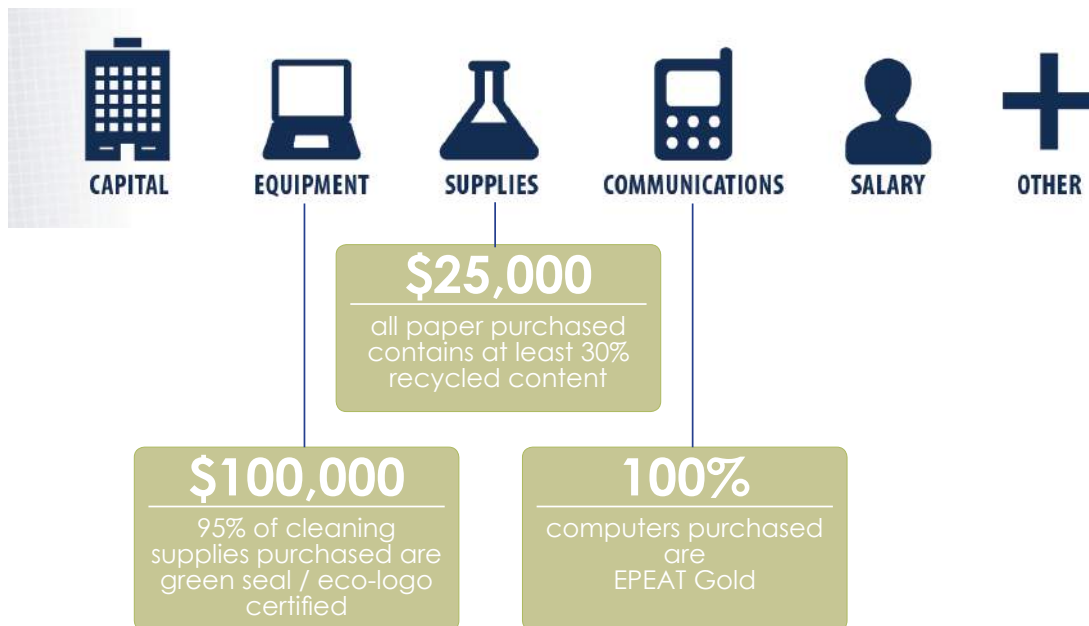 CAPITAL
EQUIPMENT
SUPPLIES
COMMUNICATIONS
SALARY
OTHER
$25,000
all paper purchased
contains at least 30%
recycled content
$100,000
95% of cleaning
supplies purchased are
green seal / eco-logo
certified
100%
computers purchased
are
EPEAT Gold